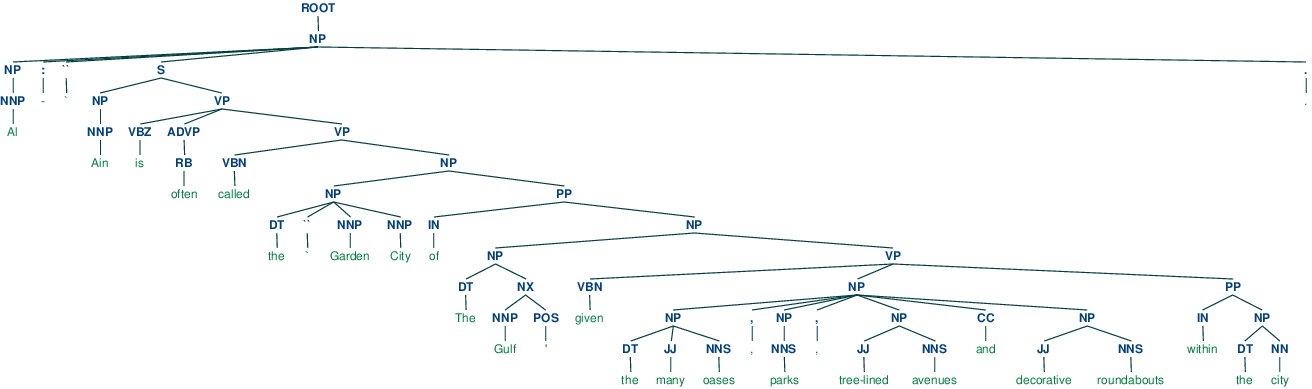 ROOT
NP
NP : `` S .
NNP - ` NP VP .
Al NNP VBZ ADVP VP
Ain is RB VBN NP
often called NP PP
DT `` NNP NNP IN NP
the ` Garden City of NP VP
DT NX VBN NP PP
The NNP POS given NP , NP , NP CC NP IN NP
Gulf ' DT JJ NNS , NNS , JJ NNS and JJ NNS within DT NN
the many oases parks tree-lined avenues decorative roundabouts the city